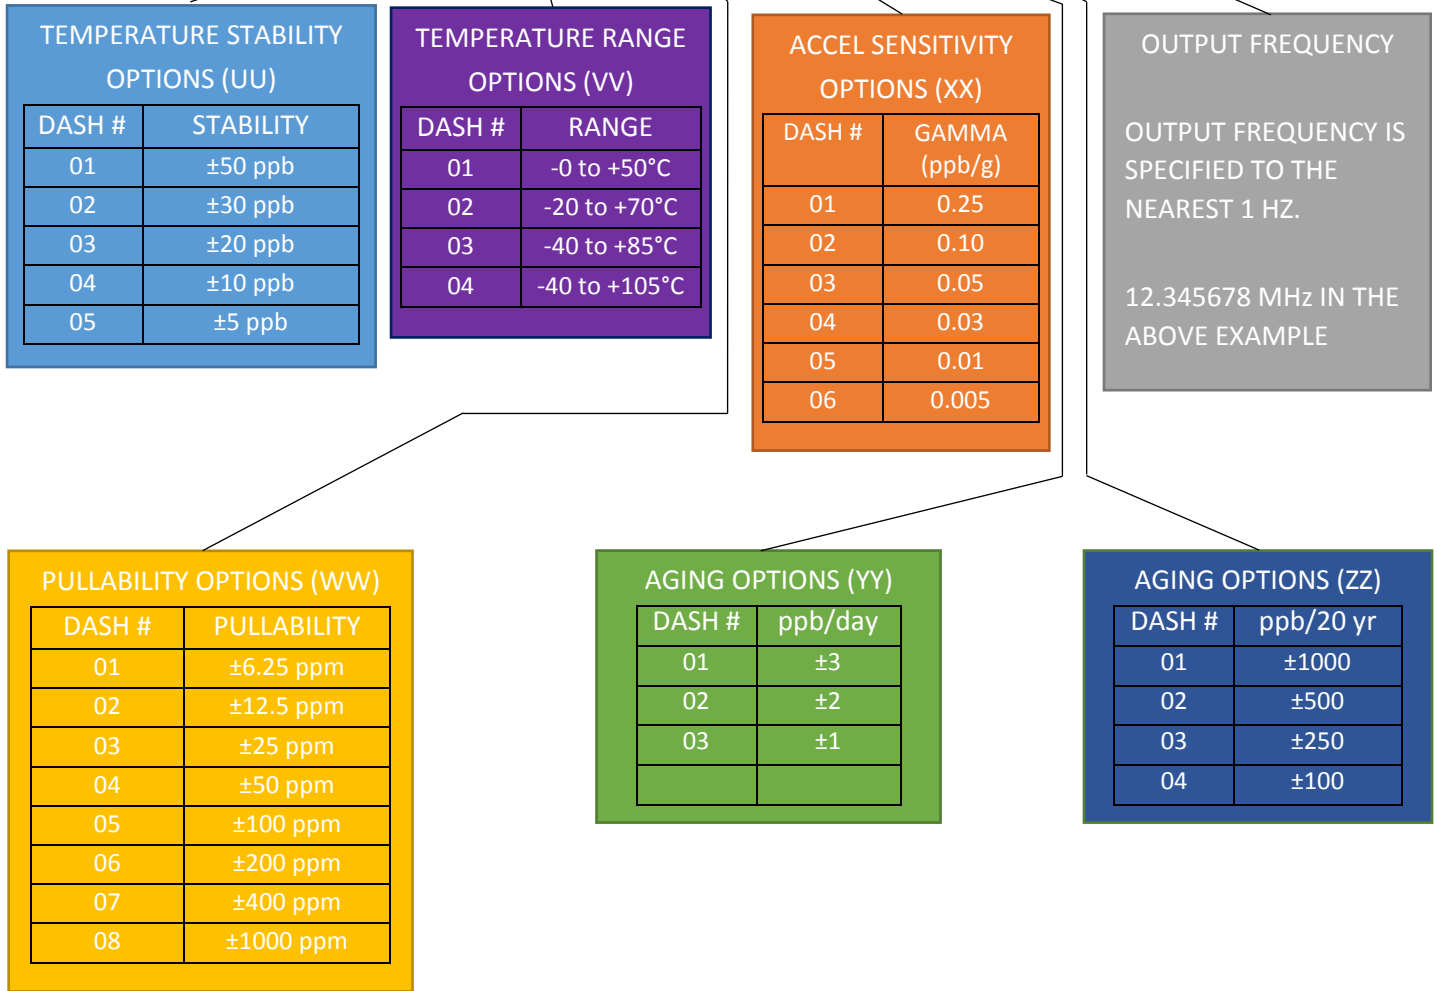 TEMPERATURE STABILITY
OPTIONS (UU)
DASH # STABILITY
01 ±50 ppb
02 ±30 ppb
03 ±20 ppb
04 ±10 ppb
05 ±5 ppb
TEMPERATURE RANGE
OPTIONS (VV)
DASH # RANGE
01 -0 to +50°C
02 -20 to +70°C
03 -40 to +85°C
04 -40 to +105°C
ACCEL SENSITIVITY
OPTIONS (XX)
DASH # GAMMA
(ppb/g)
01 0.25
02 0.10
03 0.05
04 0.03
05 0.01
06 0.005
OUTPUT FREQUENCY
OUTPUT FREQUENCY IS
SPECIFIED TO THE
NEAREST 1 HZ.
12.345678 MHz IN THE
ABOVE EXAMPLE
PULLABILITY OPTIONS (WW)
DASH # PULLABILITY
01 ±6.25 ppm
02 ±12.5 ppm
03 ±25 ppm
04 ±50 ppm
05 ±100 ppm
06 ±200 ppm
07 ±400 ppm
08 ±1000 ppm
AGING OPTIONS (YY)
DASH # ppb/day
01 ±3
02 ±2
03 ±1
AGING OPTIONS (ZZ)
DASH # ppb/20 yr
01 ±1000
02 ±500
03 ±250
04 ±100